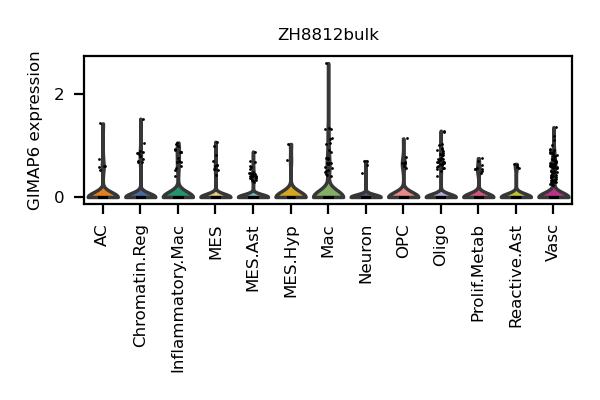 ZH8812bulk
GIMAP6 expression
2
0
AC
Chromatin.Reg
Inflammatory.Mac
MES
MES.Ast
MES.Hyp
Mac
Neuron
OPC
Oligo
Prolif.Metab
Reactive.Ast
Vasc